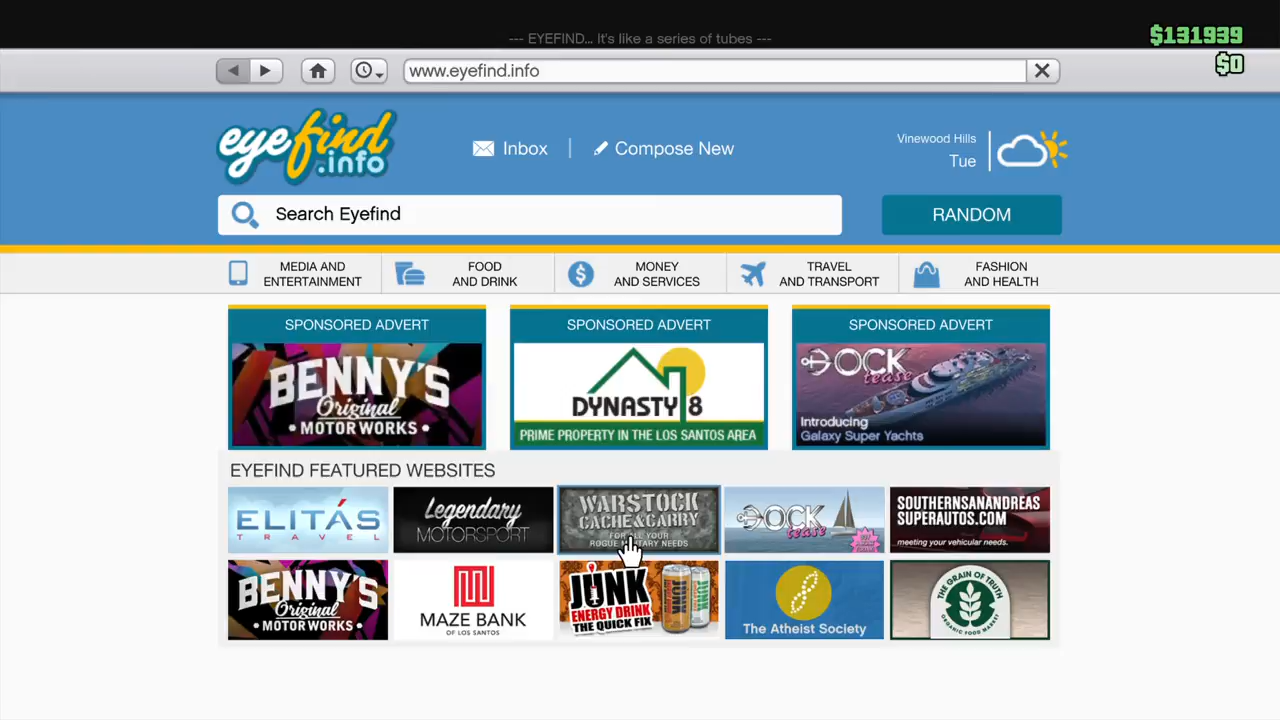 --- EYEFIND... It's like a series of tubes ---
$131939
$0
www.eyefind.info
eyefind
.info
Inbox
Compose New
Vinewood Hills
Tue
Search Eyefind
RANDOM
MEDIA AND
ENTERTAINMENT
FOOD
AND DRINK
MONEY
AND SERVICES
TRAVEL
AND TRANSPORT
FASHION
AND HEALTH
SPONSORED ADVERT
BENNY'S
Original
• MOTOR WORKS •
SPONSORED ADVERT
DYNASTY 8
PRIME PROPERTY IN THE LOS SANTOS AREA
SPONSORED ADVERT
DOCK
tease
Introducing
Galaxy Super Yachts
EYEFIND FEATURED WEBSITES
ELITÁS
TRAVEL
Legendary
MOTORSPORT
WARSTOCK
CACHE & CARRY
FOR ALL YOUR
ROGUE MILITARY NEEDS
DOCK
tease
SOUTHERNSANANDREAS
SUPERAUTOS.COM
meeting your vehicular needs.
BENNY'S
Original
• MOTOR WORKS •
MAZE BANK
OF LOS SANTOS
JUNK
ENERGY DRINK
THE QUICK FIX
The Atheist Society
THE GRAIN OF TRUTH
ORGANIC FOOD MARKET